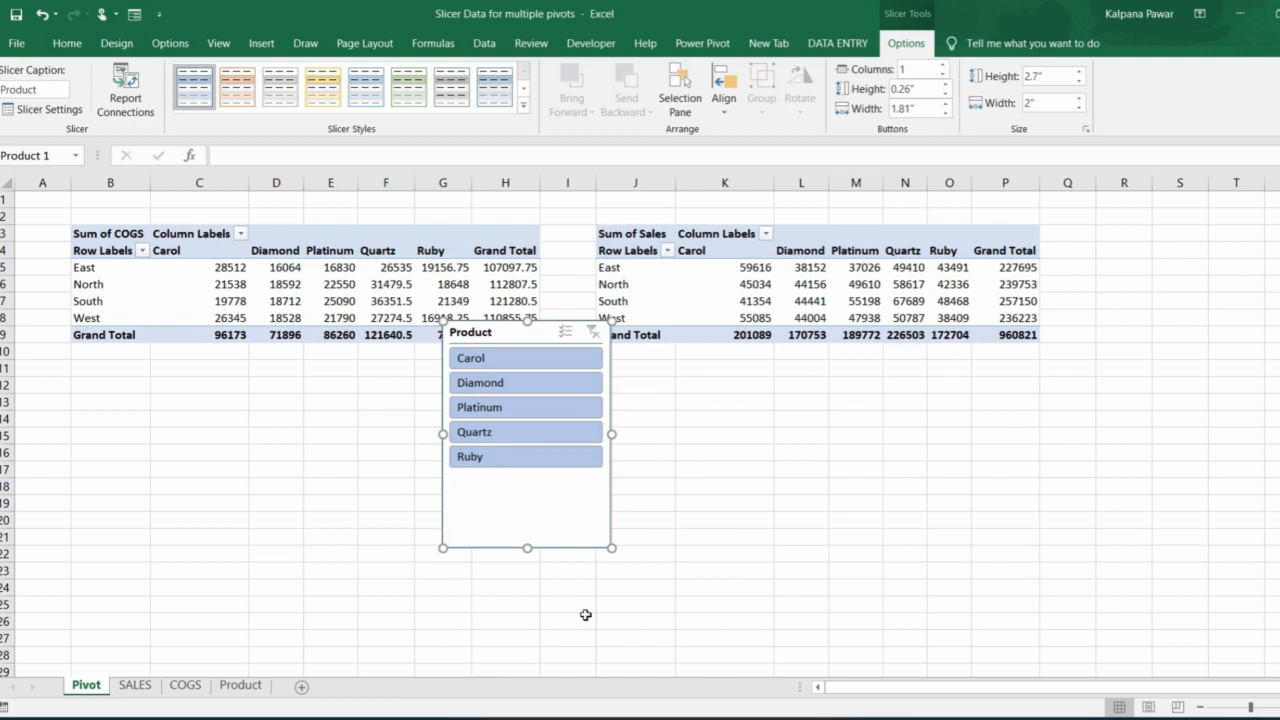 Slicer Data for multiple pivots - Excel
Slicer Tools
Kalpana Pawar
File Home Design Options View Insert Draw Page Layout Formulas Data Review Developer Help Power Pivot New Tab DATA ENTRY Options Tell me what you want to do
Slicer Caption:
Product
Slicer Settings
Report
Connections
Slicer
Slicer Styles
Bring
Forward
Send
Backward
Selection
Pane
Align
Group
Rotate
Arrange
Columns: 1
Height: 0.26"
Width: 1.81"
Buttons
Height: 2.7"
Width: 2"
Size
Product 1
fx
A B C D E F G H I J K L M N O P Q R S T
1
2
3 Sum of COGS Column Labels Sum of Sales Column Labels
4 Row Labels Carol Diamond Platinum Quartz Ruby Grand Total Row Labels Carol Diamond Platinum Quartz Ruby Grand Total
5 East 28512 16064 16830 26535 19156.75 107097.75 East 59616 38152 37026 49410 43491 227695
6 North 21538 18592 22550 31479.5 18648 112807.5 North 45034 44156 49610 58617 42336 239753
7 South 19778 18712 25090 36351.5 21349 121280.5 South 41354 44441 55198 67689 48468 257150
8 West 26345 18528 21790 27274.5 110855.75 West 55085 44004 47938 50787 38409 236223
9 Grand Total 96173 71896 86260 121640.5 Total 201089 170753 189772 226503 172704 960821
Product
Carol
Diamond
Platinum
Quartz
Ruby
10
11
12
13
14
15
16
17
18
19
20
21
22
23
24
25
26
27
28
29
Pivot SALES COGS Product